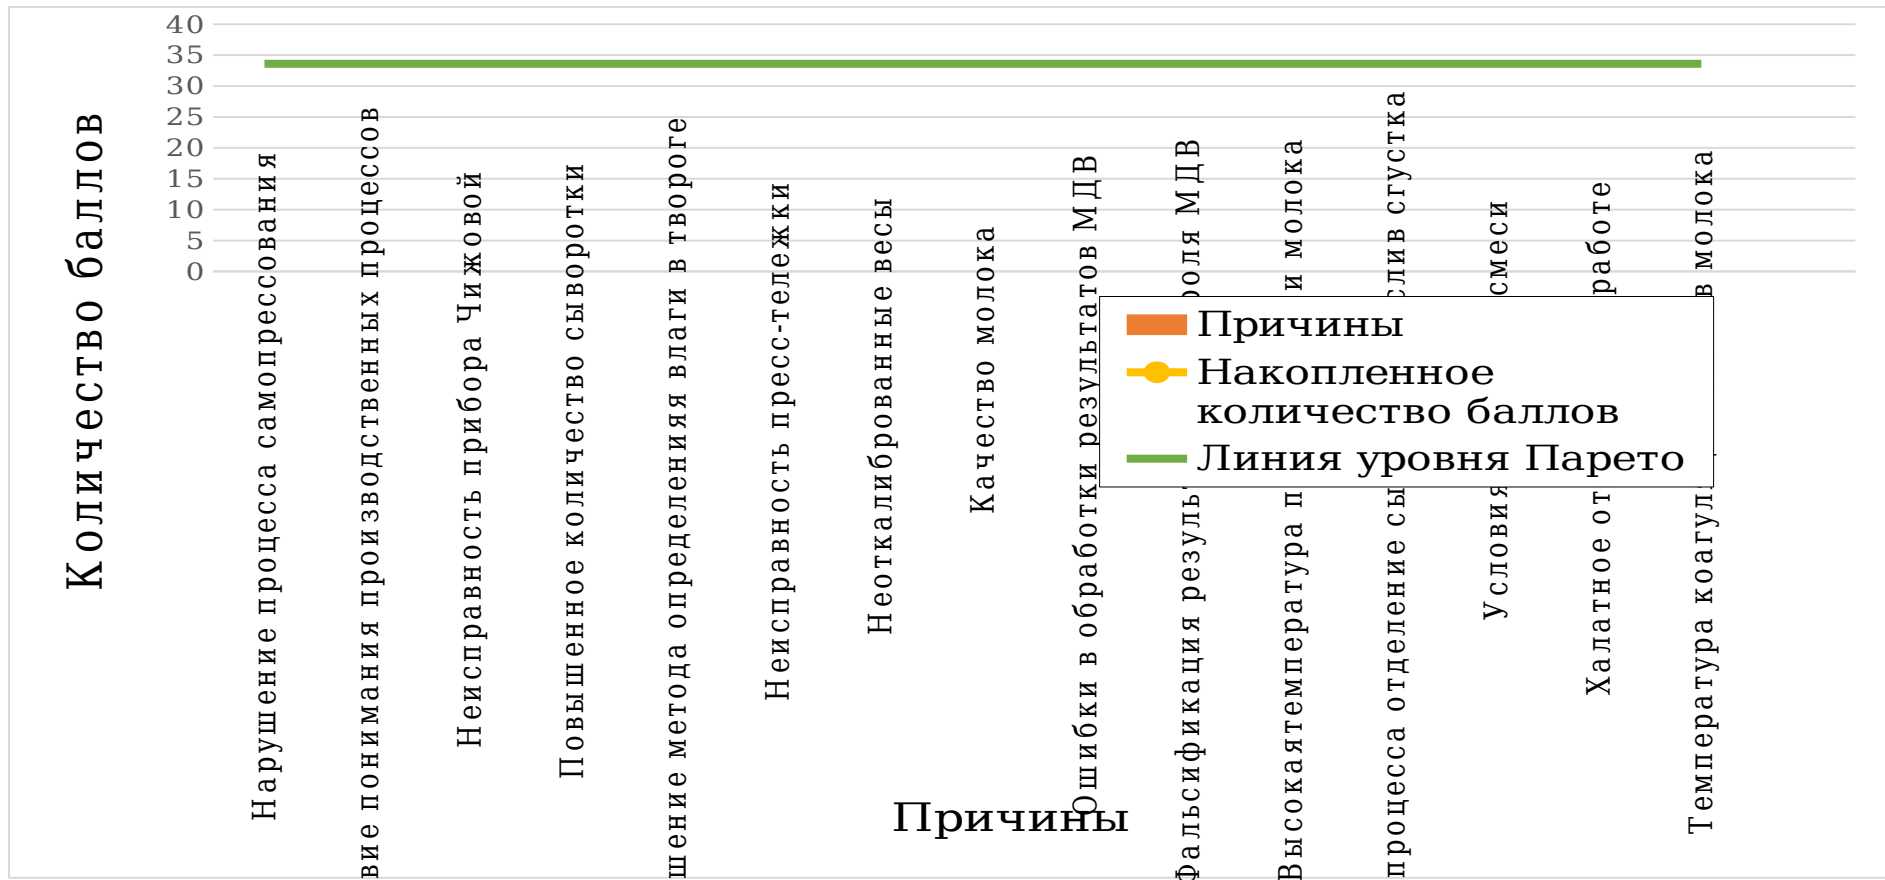 40
35
30
25
20
15
10
5
0
Количество баллов
Нарушение процесса самопрессования
вие понимания производственных процессов
Неисправность прибора Чижовой
Повышенное количество сыворотки
шение метода определенияя влаги в твороге
Неисправность пресс-тележки
Неоткалиброванные весы
Качество молока
Ошибки в обработки результатов МДВ
Фальсификация резуль роля МДВ
Высокаятемпература п и молока
процесса отделение сы слив сгустка
Условия смеси
Халатное от работе
Температура коагул в молока
Причины
Накопленное
количество баллов
Линия уровня Парето
Причины